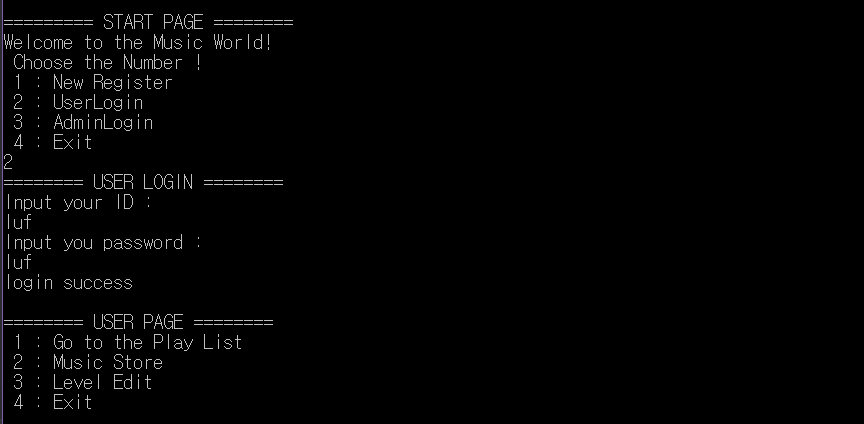 ========= START PAGE ========
Welcome to the Music World!
 Choose the Number !
 1 : New Register
 2 : UserLogin
 3 : AdminLogin
 4 : Exit
2
======== USER LOGIN ========
Input your ID :
luf
Input you password :
luf
login success

======== USER PAGE ========
 1 : Go to the Play List
 2 : Music Store
 3 : Level Edit
 4 : Exit